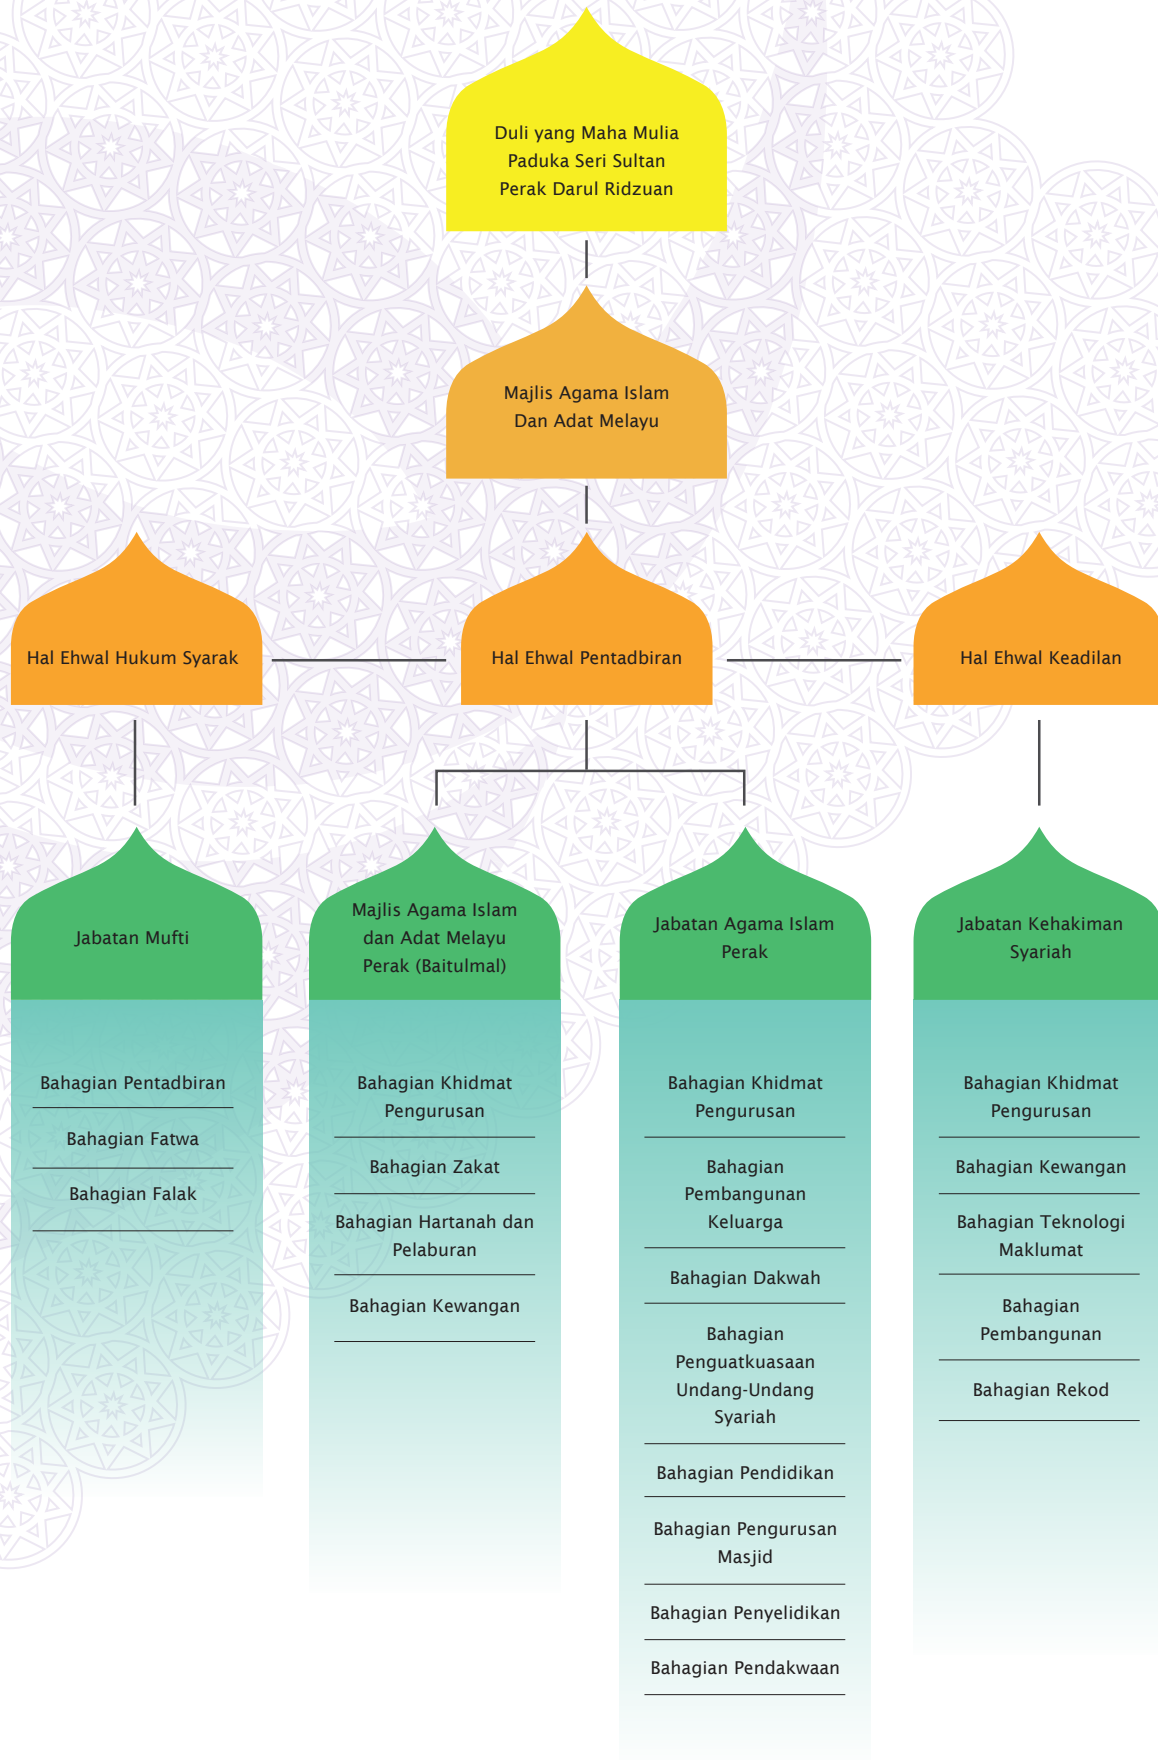 Duli yang Maha Mulia
Paduka Seri Sultan
Perak Darul Ridzuan
Majlis Agama Islam
Dan Adat Melayu
Hal Ehwal Hukum Syarak
Hal Ehwal Pentadbiran
Hal Ehwal Keadilan
Jabatan Mufti
Bahagian Pentadbiran
Bahagian Fatwa
Bahagian Falak
Majlis Agama Islam
dan Adat Melayu
Perak (Baitulmal)
Bahagian Khidmat
Pengurusan
Bahagian Zakat
Bahagian Hartanah dan
Pelaburan
Bahagian Kewangan
Jabatan Agama Islam
Perak
Bahagian Khidmat
Pengurusan
Bahagian
Pembangunan
Keluarga
Bahagian Dakwah
Bahagian
Penguatkuasaan
Undang-Undang
Syariah
Bahagian Pendidikan
Bahagian Pengurusan
Masjid
Bahagian Penyelidikan
Bahagian Pendakwaan
Jabatan Kehakiman
Syariah
Bahagian Khidmat
Pengurusan
Bahagian Kewangan
Bahagian Teknologi
Maklumat
Bahagian
Pembangunan
Bahagian Rekod